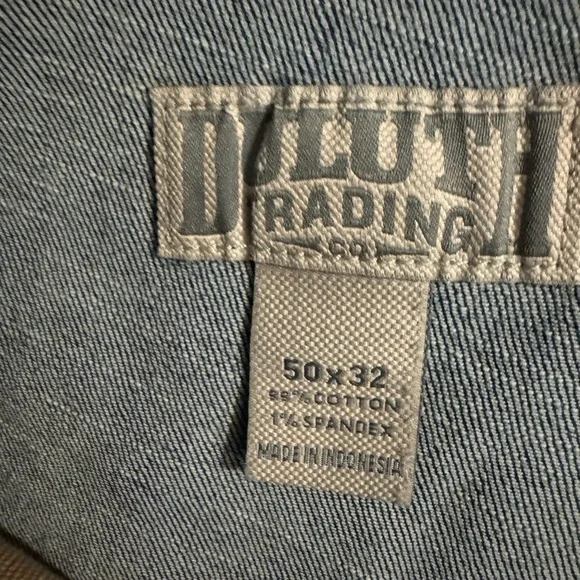 DULUTH
TRADING
CO
50x32
99% COTTON
1% SPANDEX
MADE IN INDONESIA